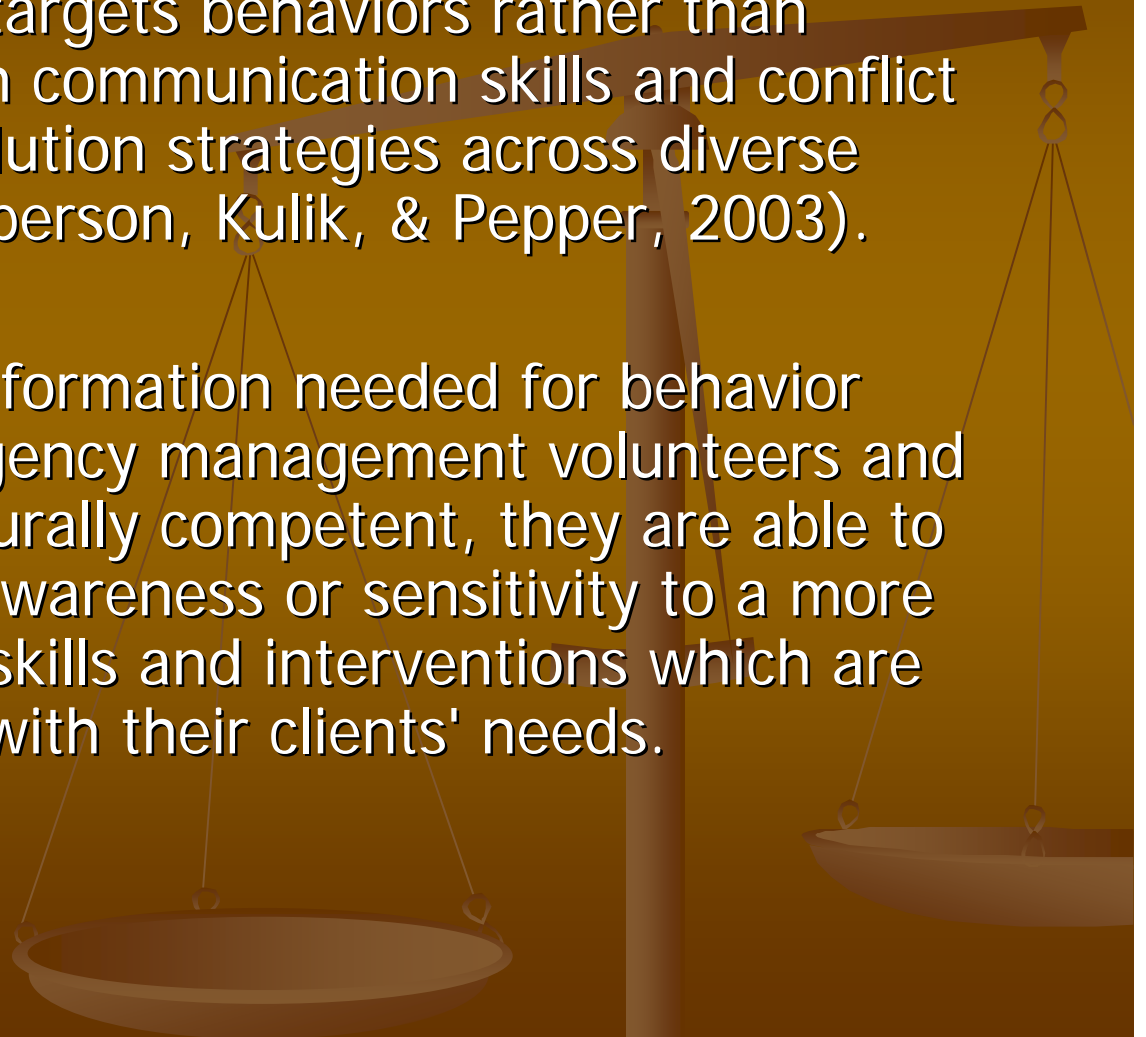 targets behaviors rather than
n communication skills and conflict
lution strategies across diverse
person, Kulik, & Pepper, 2003).
formation needed for behavior
gency management volunteers and
urally competent, they are able to
wareness or sensitivity to a more
skills and interventions which are
with their clients' needs.